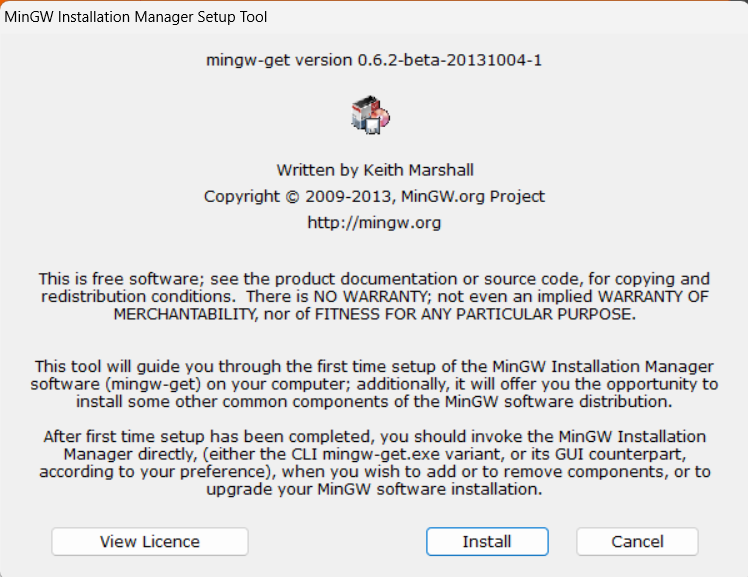 MinGW Installation Manager Setup Tool
mingw-get version 0.6.2-beta-20131004-1
Written by Keith Marshall
Copyright © 2009-2013, MinGW.org Project
http://mingw.org
This is free software; see the product documentation or source code, for copying and
redistribution conditions.  There is NO WARRANTY; not even an implied WARRANTY OF
MERCHANTABILITY, nor of FITNESS FOR ANY PARTICULAR PURPOSE.
This tool will guide you through the first time setup of the MinGW Installation Manager
software (mingw-get) on your computer; additionally, it will offer you the opportunity to
install some other common components of the MinGW software distribution.
After first time setup has been completed, you should invoke the MinGW Installation
Manager directly, (either the CLI mingw-get.exe variant, or its GUI counterpart,
according to your preference), when you wish to add or to remove components, or to
upgrade your MinGW software installation.
View Licence
Install
Cancel